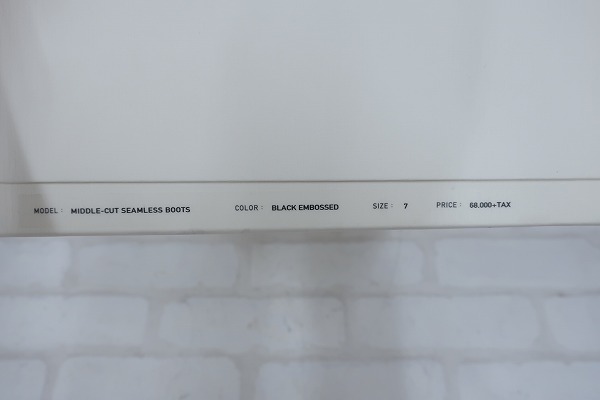 MODEL : MIDDLE-CUT SEAMLESS BOOTS COLOR : BLACK EMBOSSED SIZE : 7 PRICE : 68,000+TAX